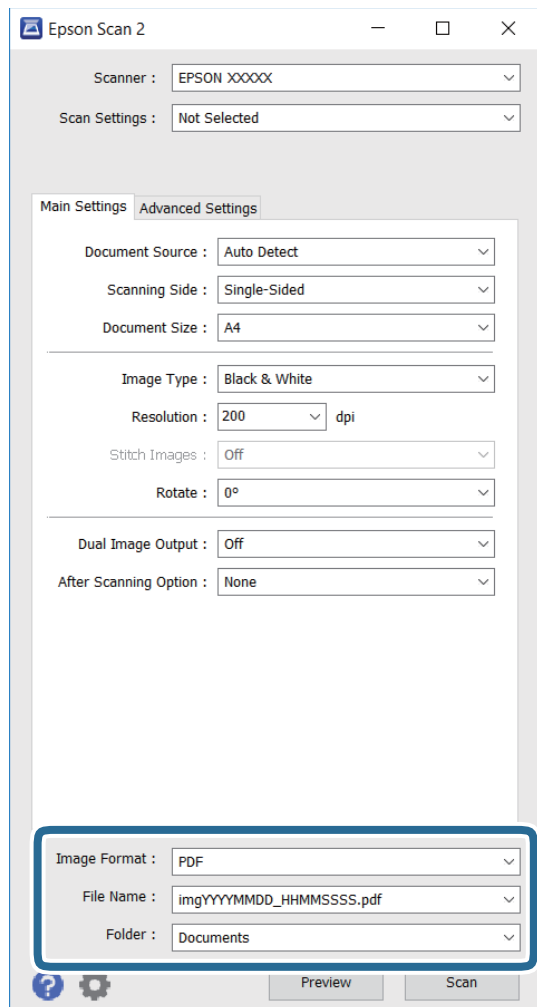 Epson Scan 2
Scanner : EPSON XXXXX
Scan Settings : Not Selected
Main Settings Advanced Settings
Document Source : Auto Detect
Scanning Side : Single-Sided
Document Size : A4
Image Type : Black & White
Resolution : 200 dpi
Stitch Images : Off
Rotate : 0°
Dual Image Output : Off
After Scanning Option : None
Image Format : PDF
File Name : imgYYYYMMDD_HHMMSSSS.pdf
Folder : Documents
? Preview Scan